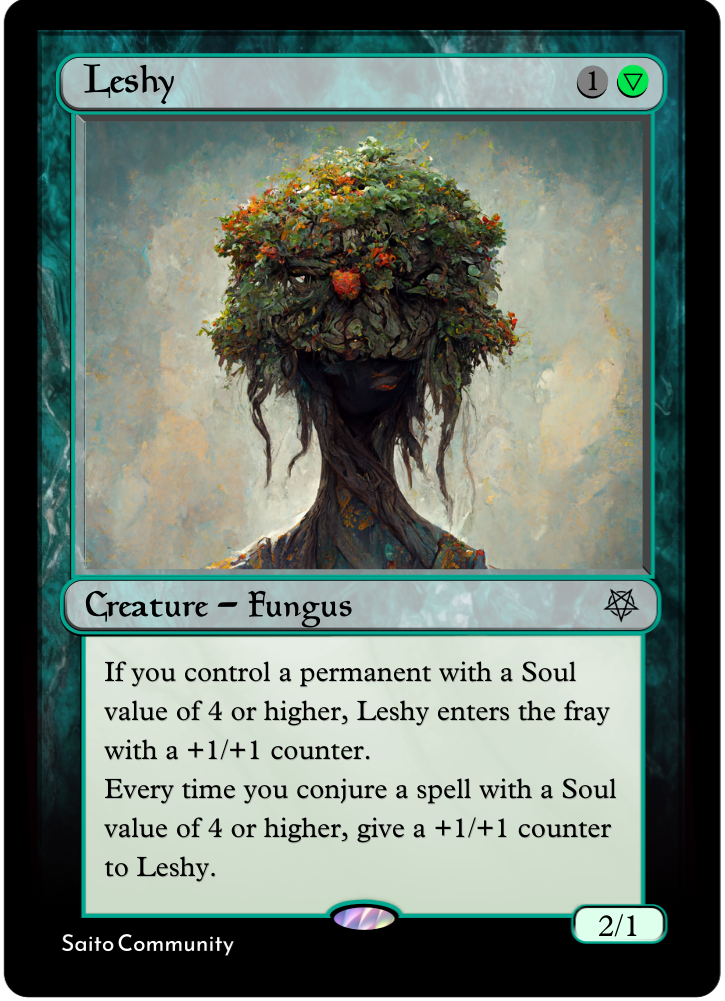 Leshy 1
Creature – Fungus
If you control a permanent with a Soul
value of 4 or higher, Leshy enters the fray
with a +1/+1 counter.
Every time you conjure a spell with a Soul
value of 4 or higher, give a +1/+1 counter
to Leshy.
2/1
Saito Community